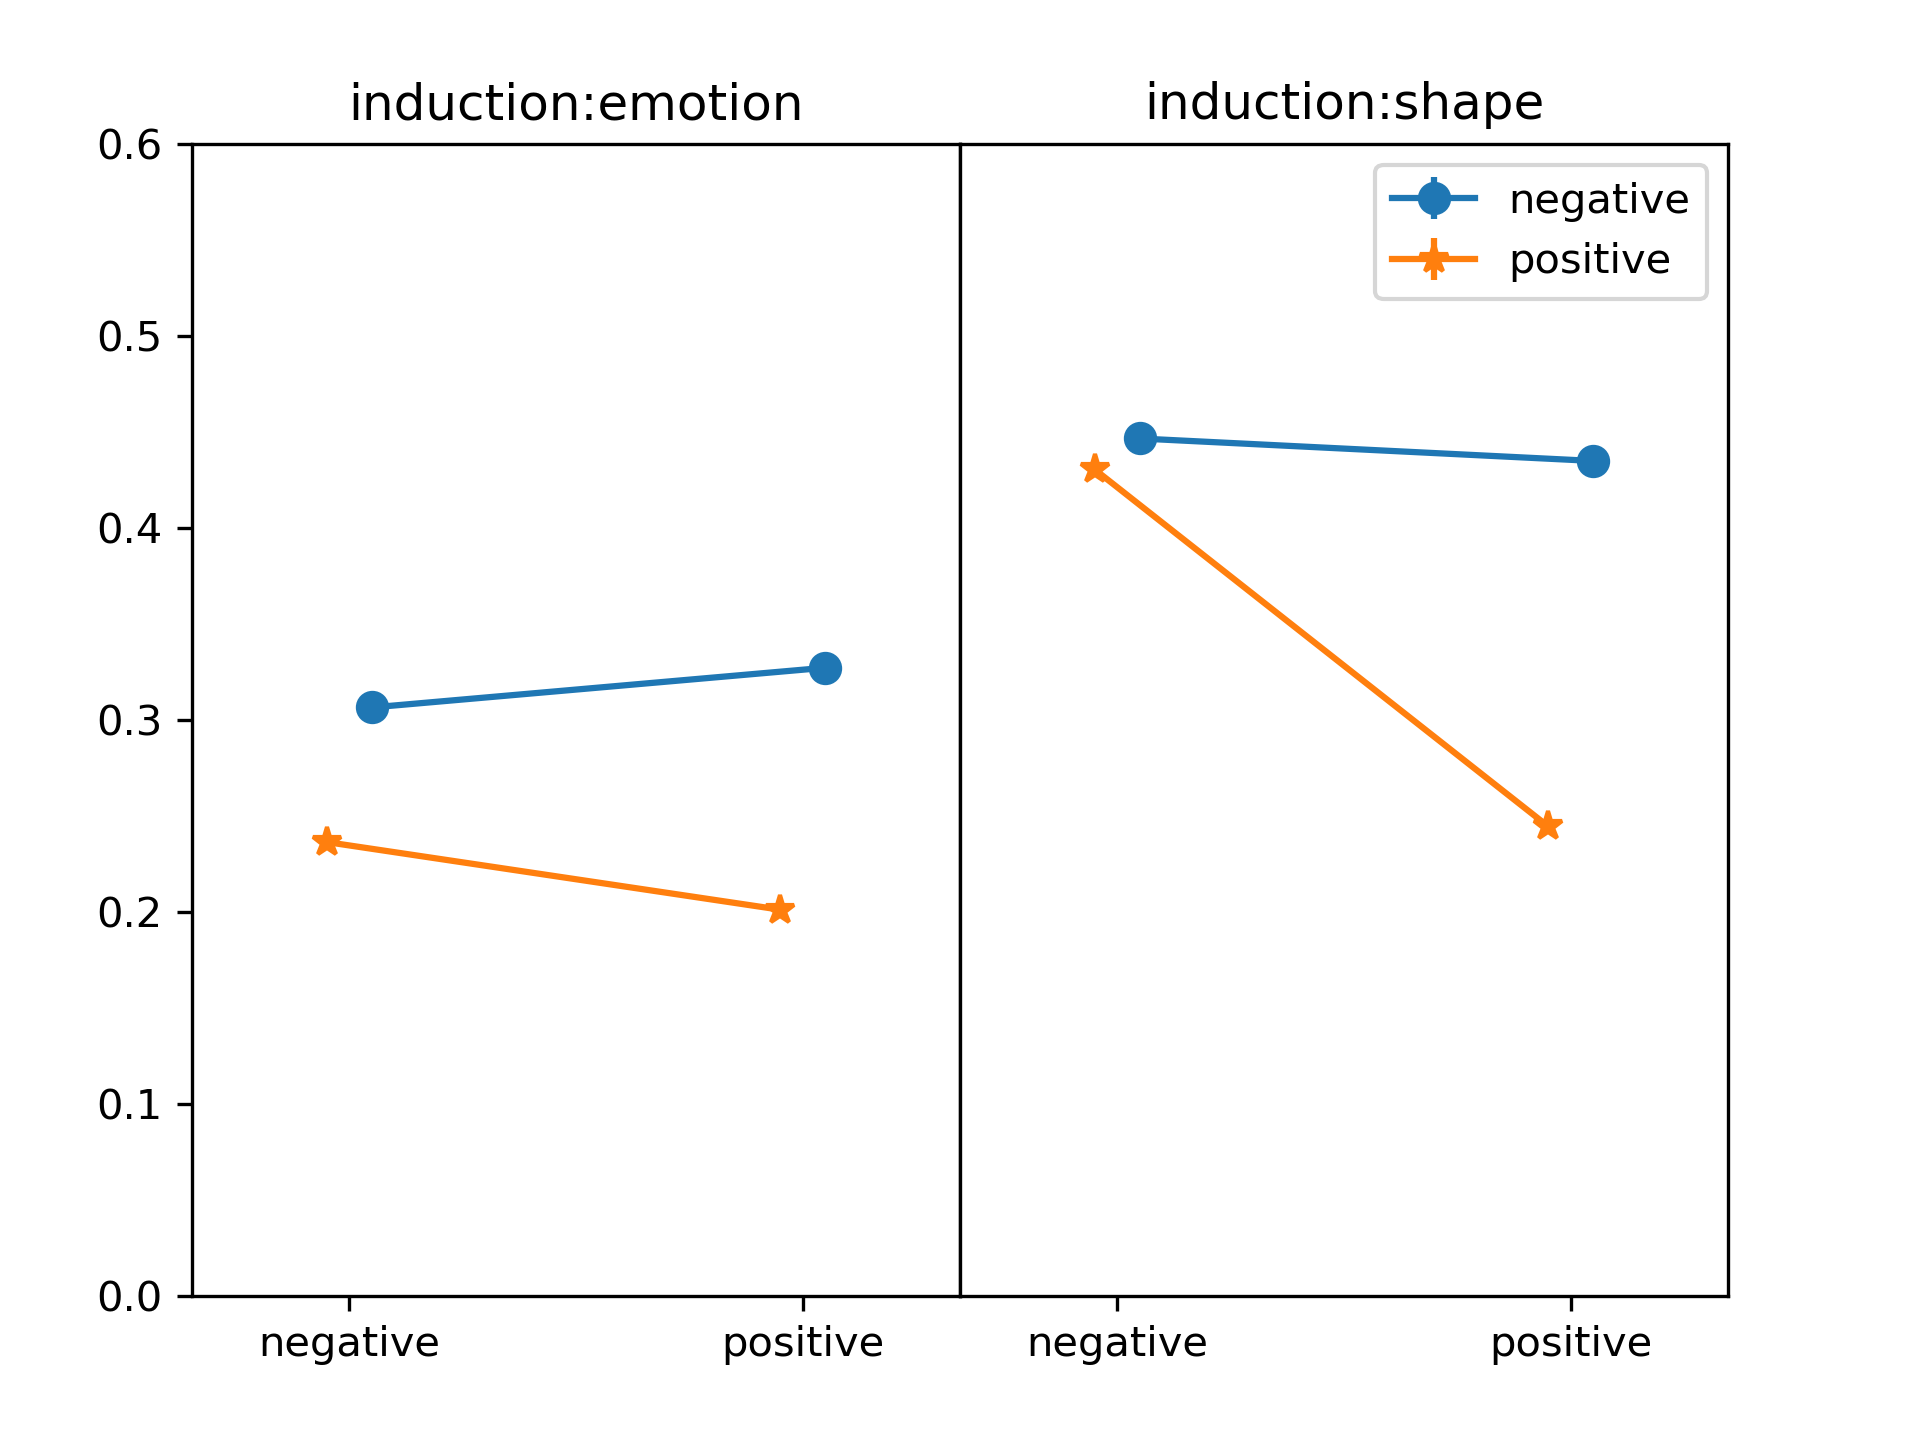 induction:emotion
induction:shape
0.6
0.5
0.4
0.3
0.2
0.1
0.0
negative
positive
negative
positive
negative
positive